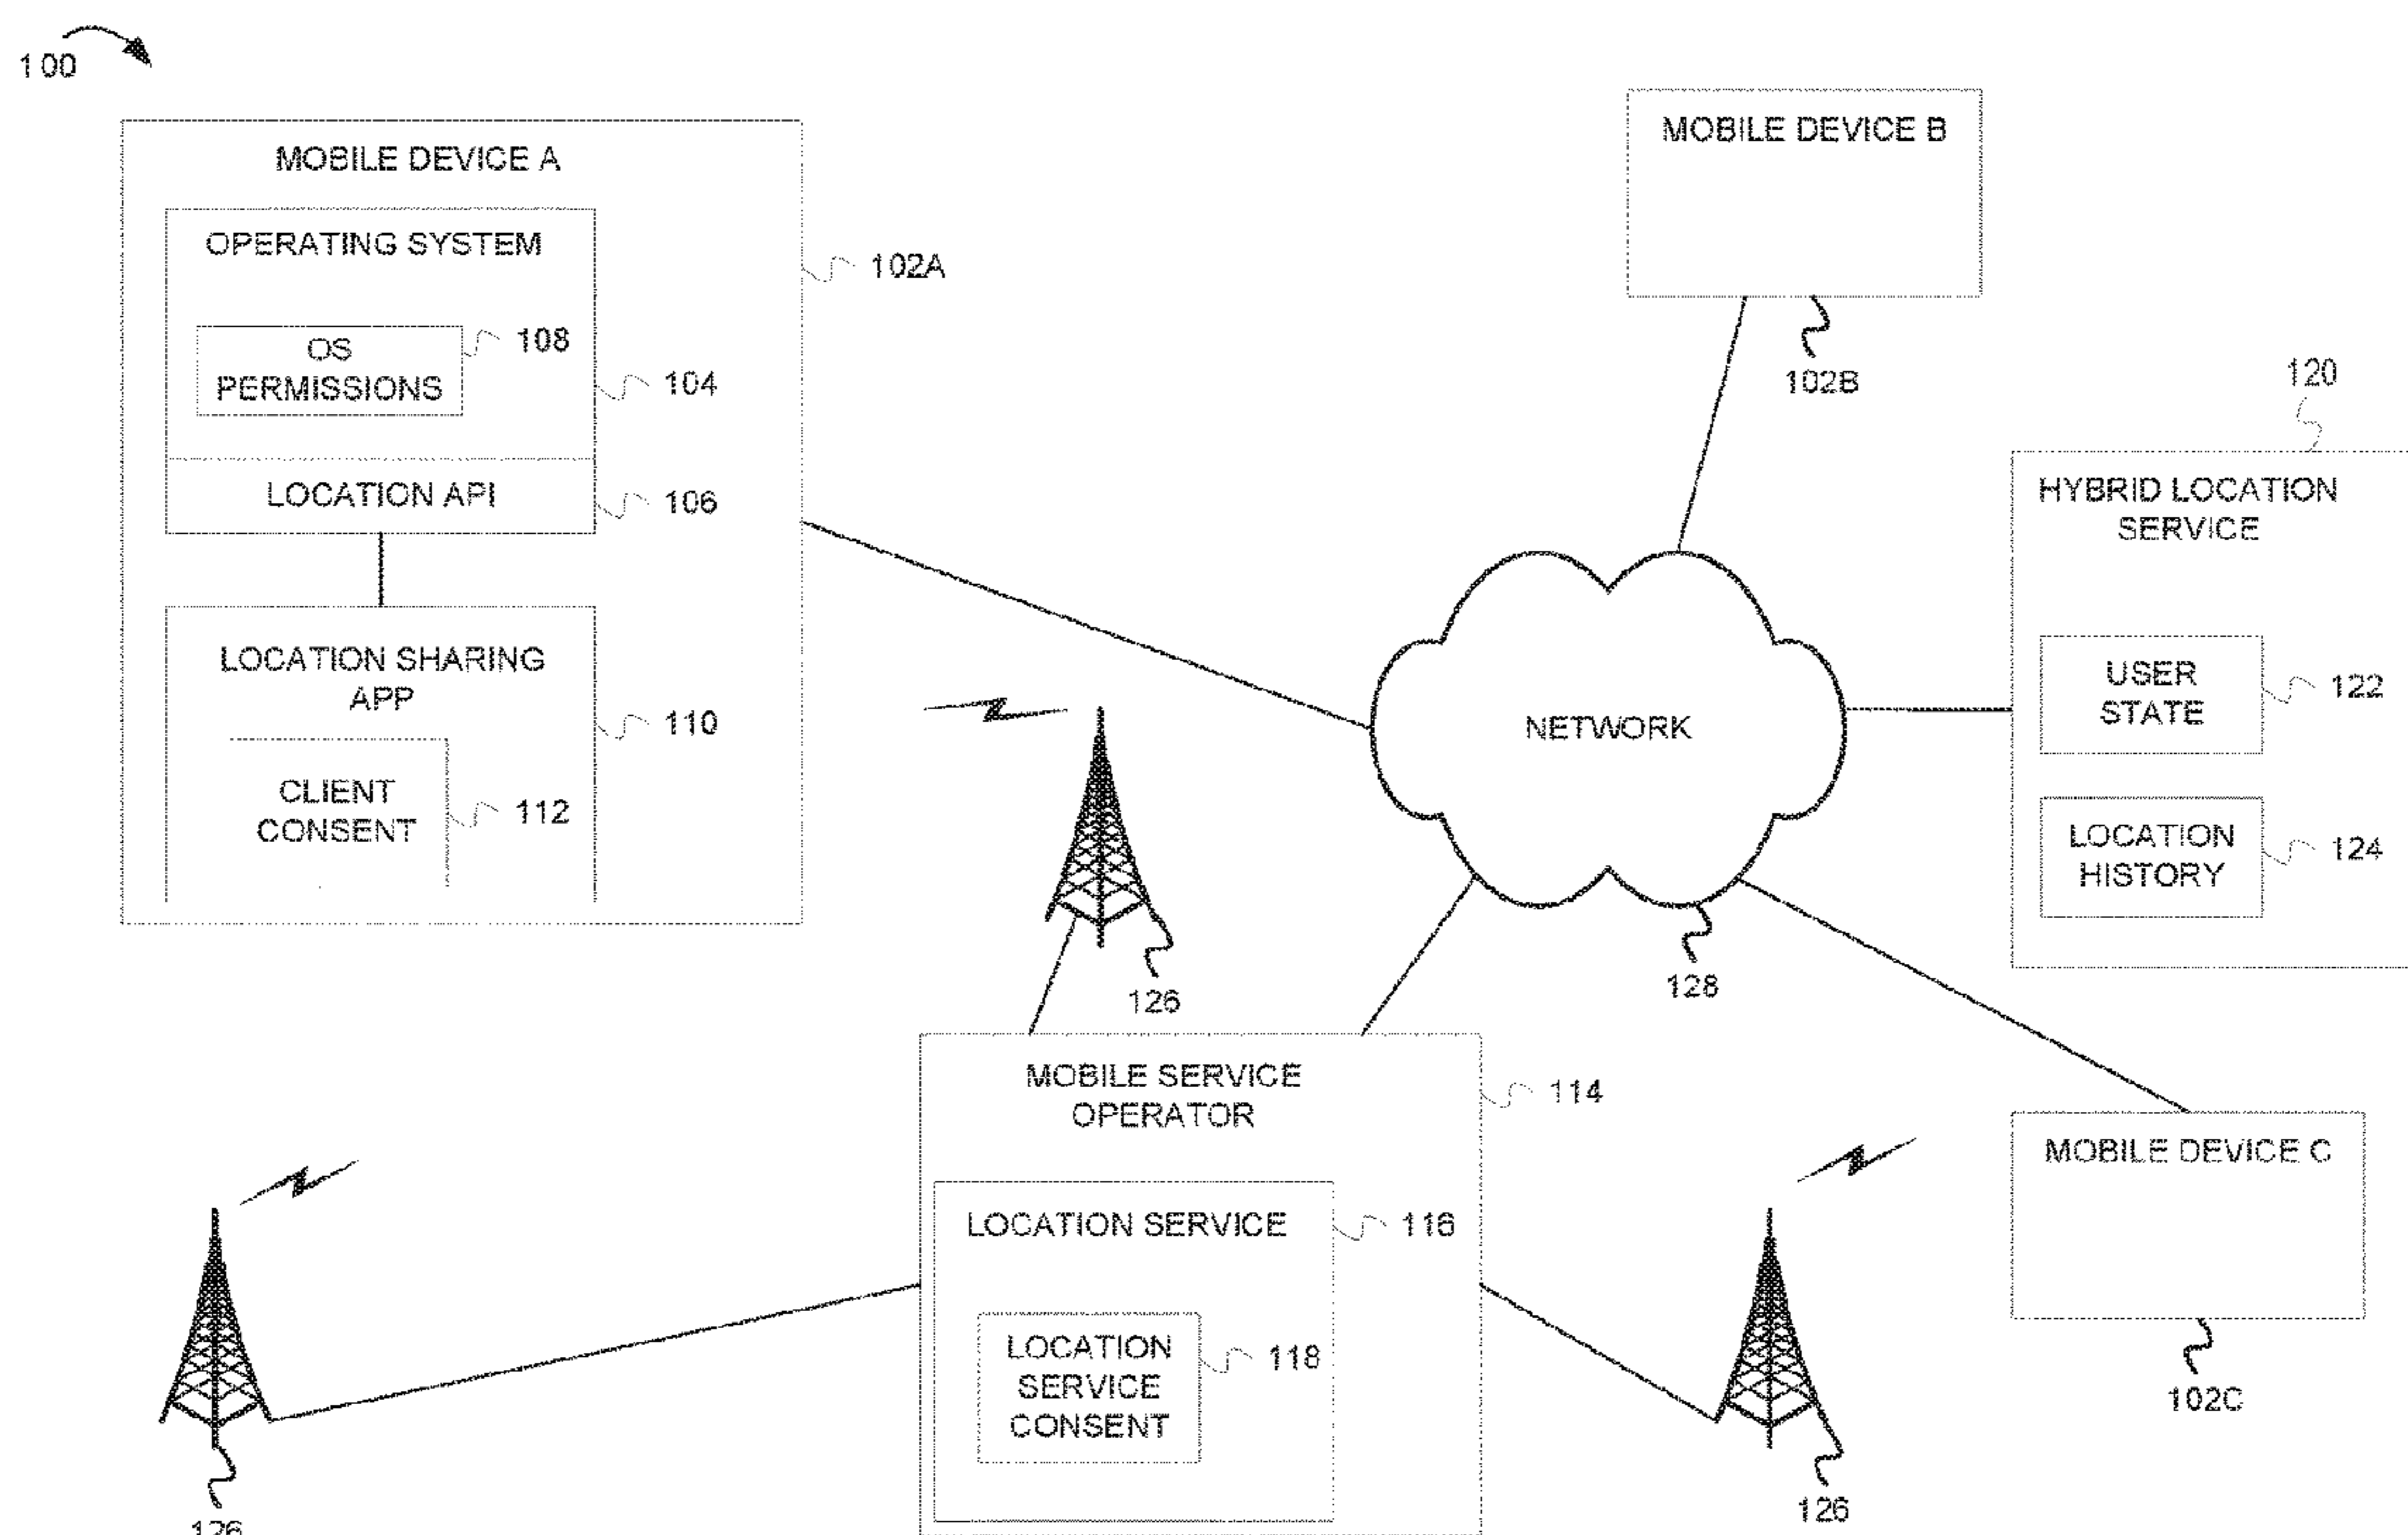 100
MOBILE DEVICE A
OPERATING SYSTEM
OS
PERMISSIONS
108
104
LOCATION API
106
102A
LOCATION SHARING
APP
110
CLIENT
CONSENT
112
MOBILE DEVICE B
102B
120
HYBRID LOCATION
SERVICE
USER
STATE
122
LOCATION
HISTORY
124
NETWORK
128
126
MOBILE SERVICE
OPERATOR
114
LOCATION SERVICE
116
LOCATION
SERVICE
CONSENT
118
MOBILE DEVICE C
102C
126
126